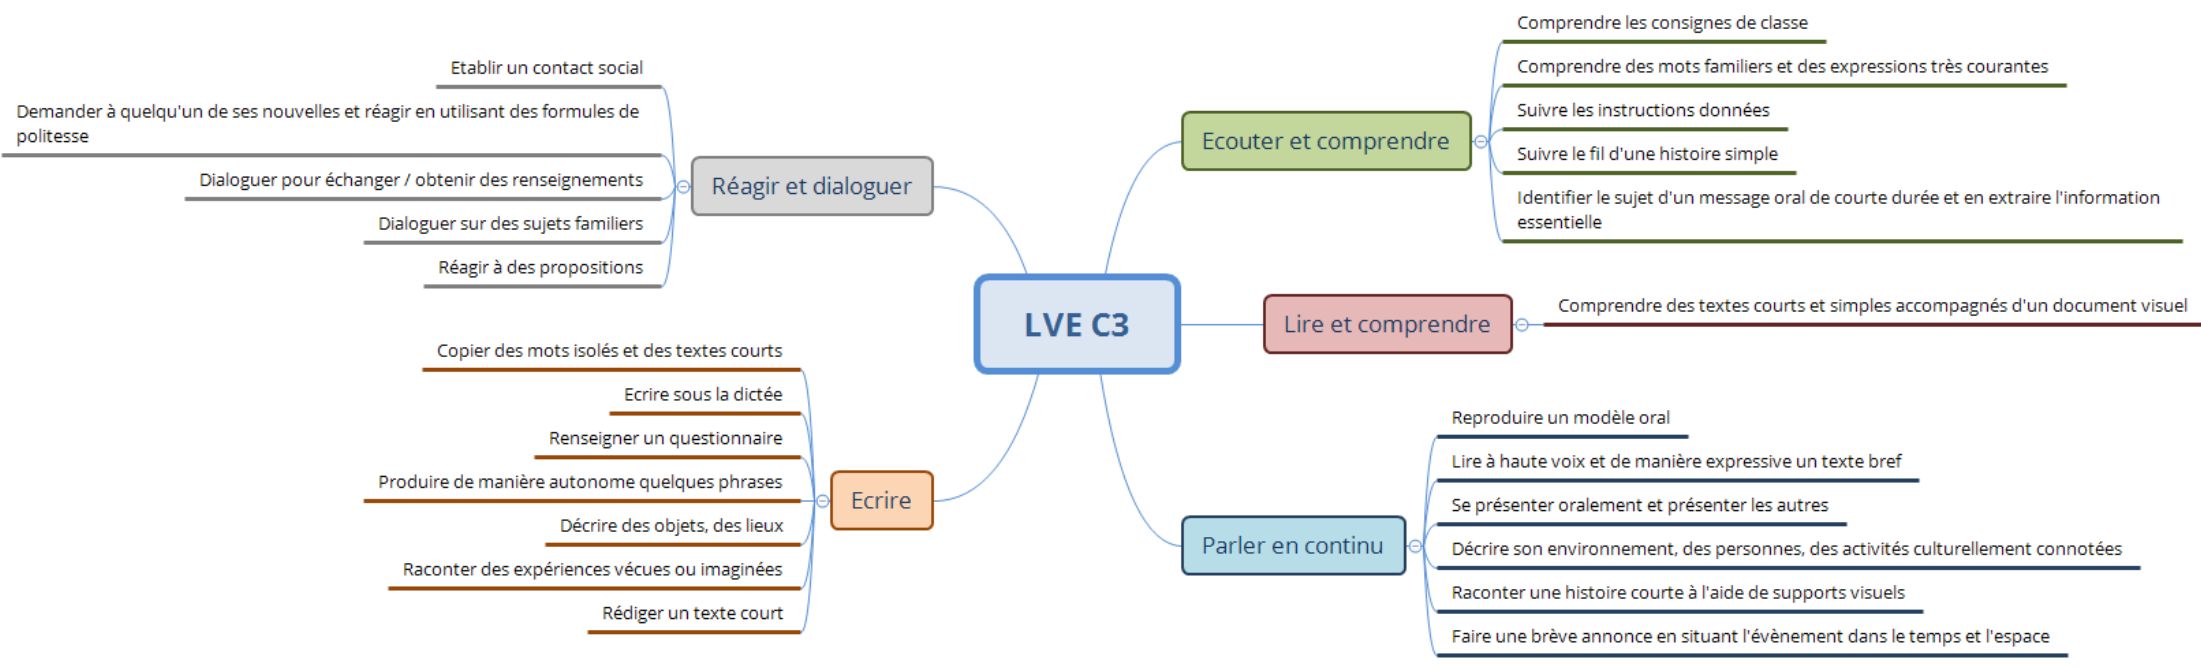 LVE C3
Ecouter et comprendre
Comprendre les consignes de classe
Comprendre des mots familiers et des expressions très courantes
Suivre les instructions données
Suivre le fil d'une histoire simple
Identifier le sujet d'un message oral de courte durée et en extraire l'information
essentielle
Lire et comprendre
Comprendre des textes courts et simples accompagnés d'un document visuel
Parler en continu
Reproduire un modèle oral
Lire à haute voix et de manière expressive un texte bref
Se présenter oralement et présenter les autres
Décrire son environnement, des personnes, des activités culturellement connotées
Raconter une histoire courte à l'aide de supports visuels
Faire une brève annonce en situant l'évènement dans le temps et l'espace
Réagir et dialoguer
Etablir un contact social
Demander à quelqu'un de ses nouvelles et réagir en utilisant des formules de
politesse
Dialoguer pour échanger / obtenir des renseignements
Dialoguer sur des sujets familiers
Réagir à des propositions
Ecrire
Copier des mots isolés et des textes courts
Ecrire sous la dictée
Renseigner un questionnaire
Produire de manière autonome quelques phrases
Décrire des objets, des lieux
Raconter des expériences vécues ou imaginées
Rédiger un texte court